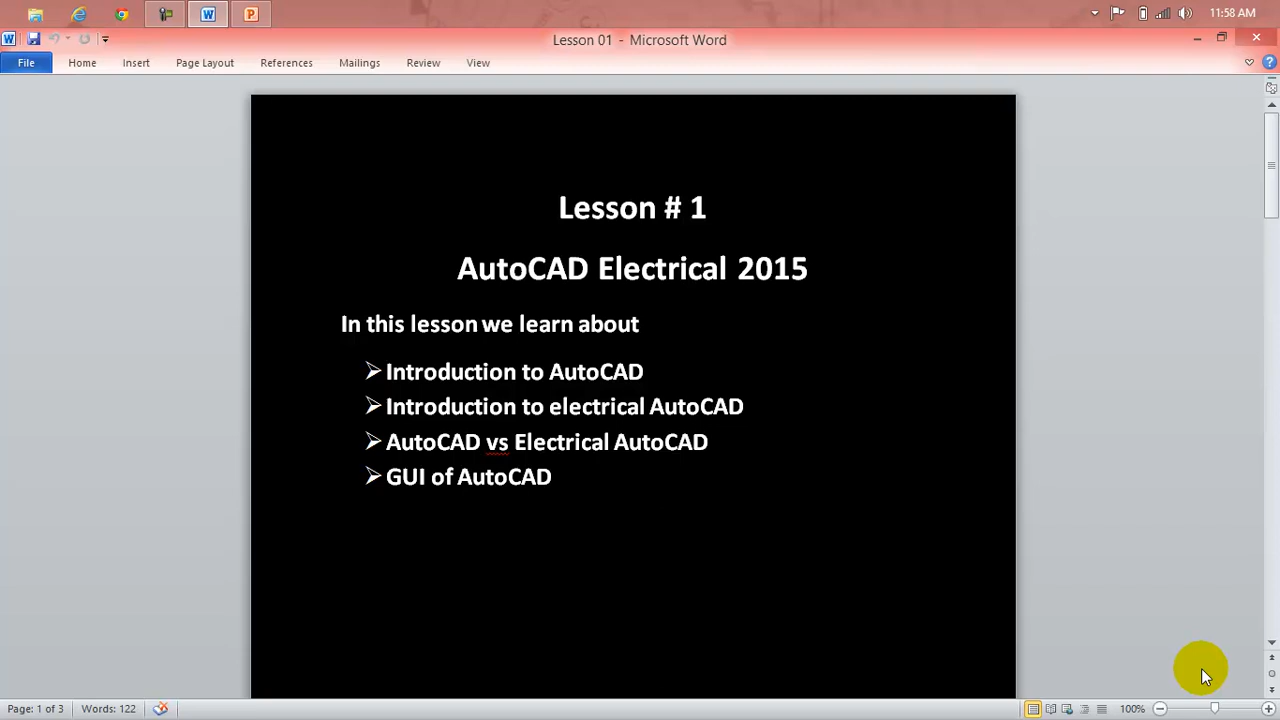 11:58 AM
Lesson 01 - Microsoft Word
File Home Insert Page Layout References Mailings Review View
Lesson # 1
AutoCAD Electrical 2015
In this lesson we learn about
➢ Introduction to AutoCAD
➢ Introduction to electrical AutoCAD
➢ AutoCAD vs Electrical AutoCAD
➢ GUI of AutoCAD
Page: 1 of 3 Words: 122 100%